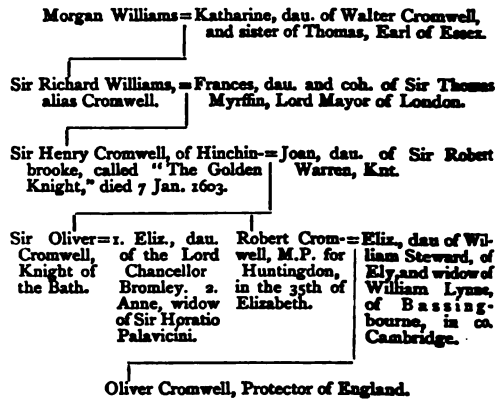 Morgan Williams = Katharine, dau. of Walter Cromwell,
and sister of Thomas, Earl of Essex.
Sir Richard Williams, = Frances, dau. and coh. of Sir Thomas
alias Cromwell. Myrffin, Lord Mayor of London.
Sir Henry Cromwell, of Hinchin- = Joan, dau. of Sir Robert
brooke, called "The Golden Warren, Knt.
Knight," died 7 Jan. 1603.
Sir Oliver = 1. Eliz., dau.
Cromwell, of the Lord
Knight of Chancellor
the Bath. Bromley. 2.
Anne, widow
of Sir Horatio
Palavicini.
Robert Crom- = Eliz., dau of Wil-
well, M.P. for liam Steward, of
Huntingdon, Ely, and widow of
in the 35th of William Lynne,
Elizabeth. of Bassing-
bourne, in co.
Cambridge.
Oliver Cromwell, Protector of England.